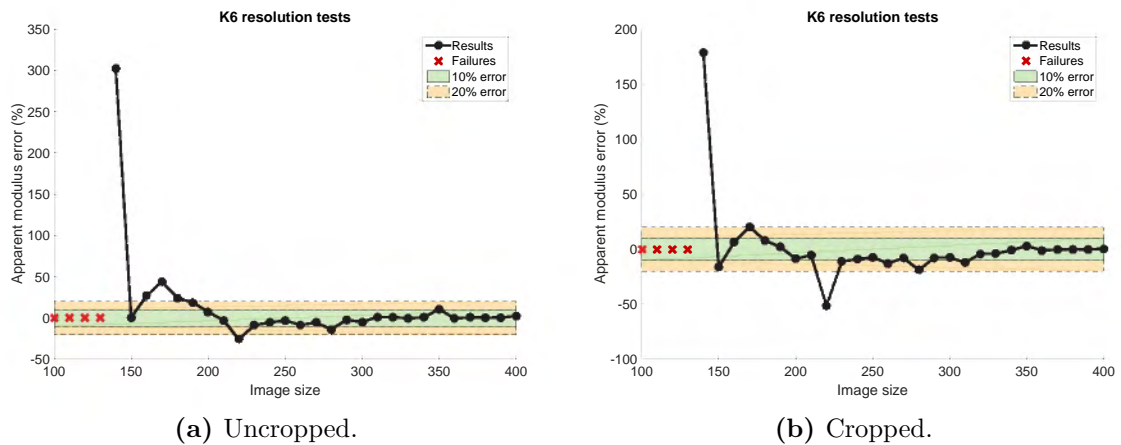 K6 resolution tests
350
300
250
200
150
100
50
0
-50
Apparent modulus error (%)
100
150
200
250
300
350
400
Image size
Results
Failures
10% error
20% error
(a) Uncropped.
K6 resolution tests
200
150
100
50
0
-50
-100
Apparent modulus error (%)
100
150
200
250
300
350
400
Image size
Results
Failures
10% error
20% error
(b) Cropped.